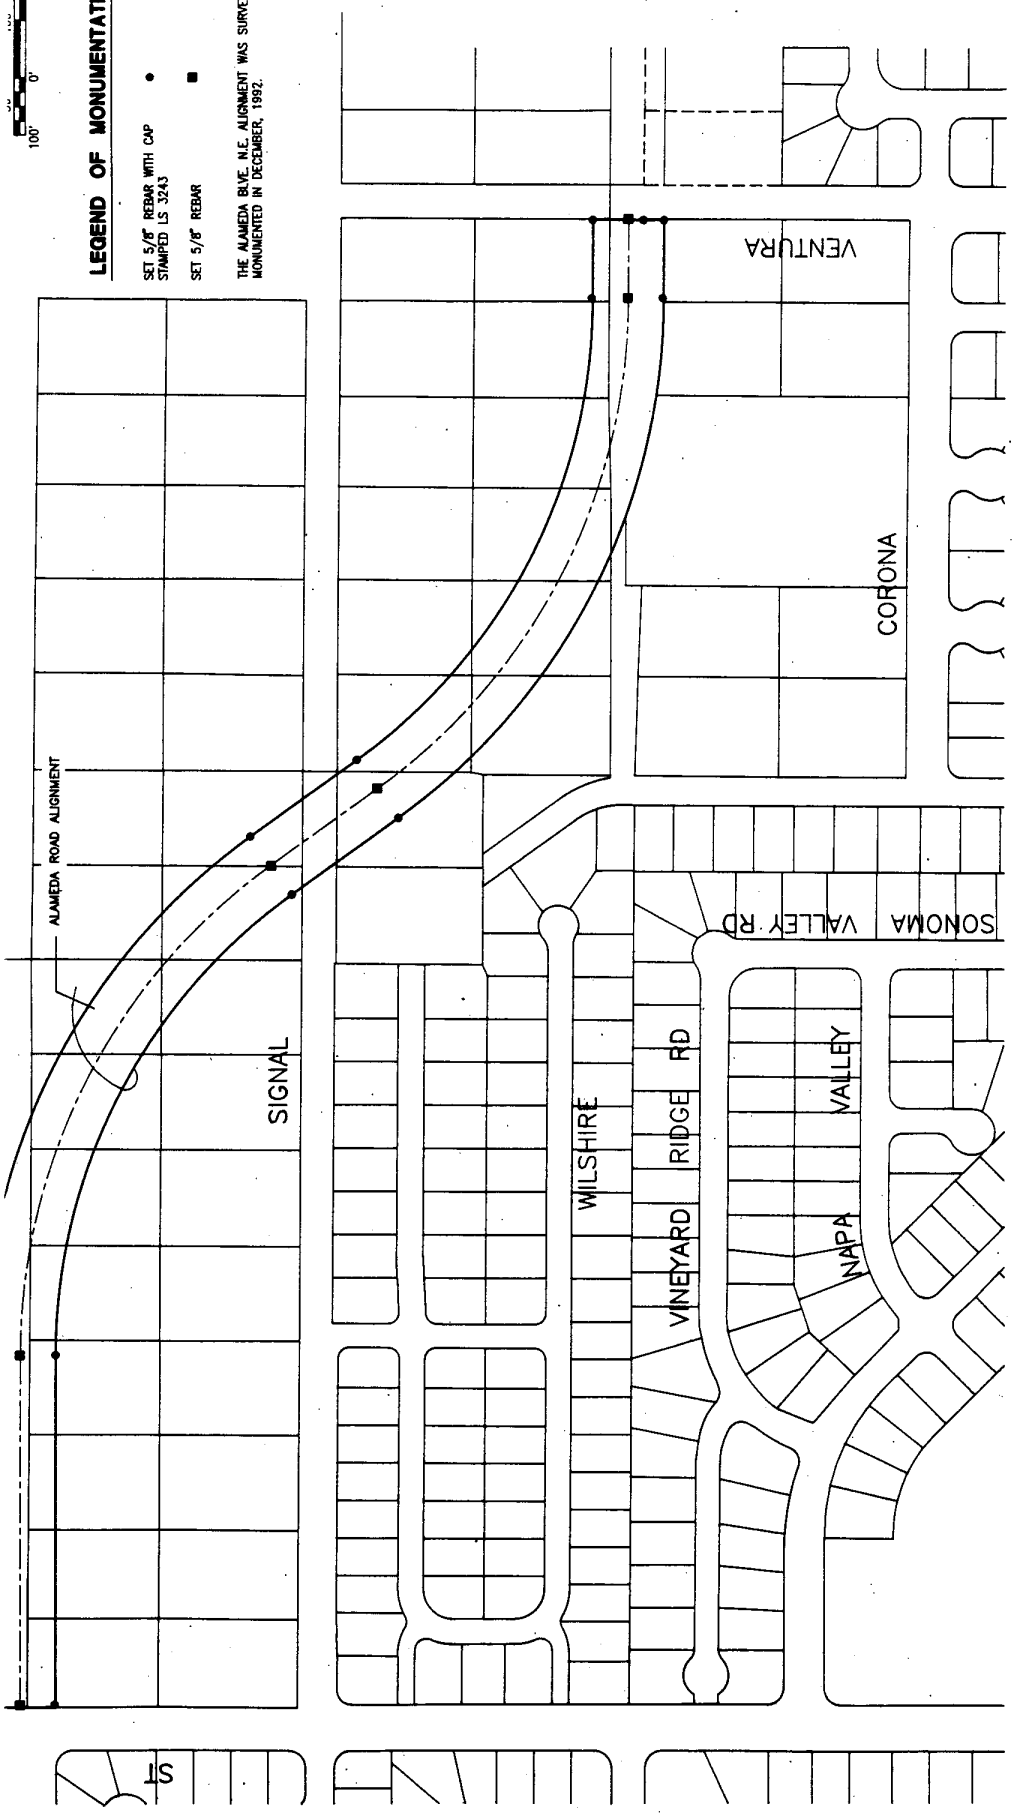 100'
0'
LEGEND OF MONUMENTATI
SET 5/8" REBAR WITH CAP
STAMPED LS 3243
SET 5/8" REBAR
THE ALAMEDA BLVE. N.E. ALIGNMENT WAS SURVE
MONUMENTED IN DECEMBER, 1992.
ALAMEDA ROAD ALIGNMENT
VENTURA
CORONA
SIGNAL
WILSHIRE
VINEYARD RIDGE RD
SONOMA VALLEY RD
NAPA VALLEY
ST